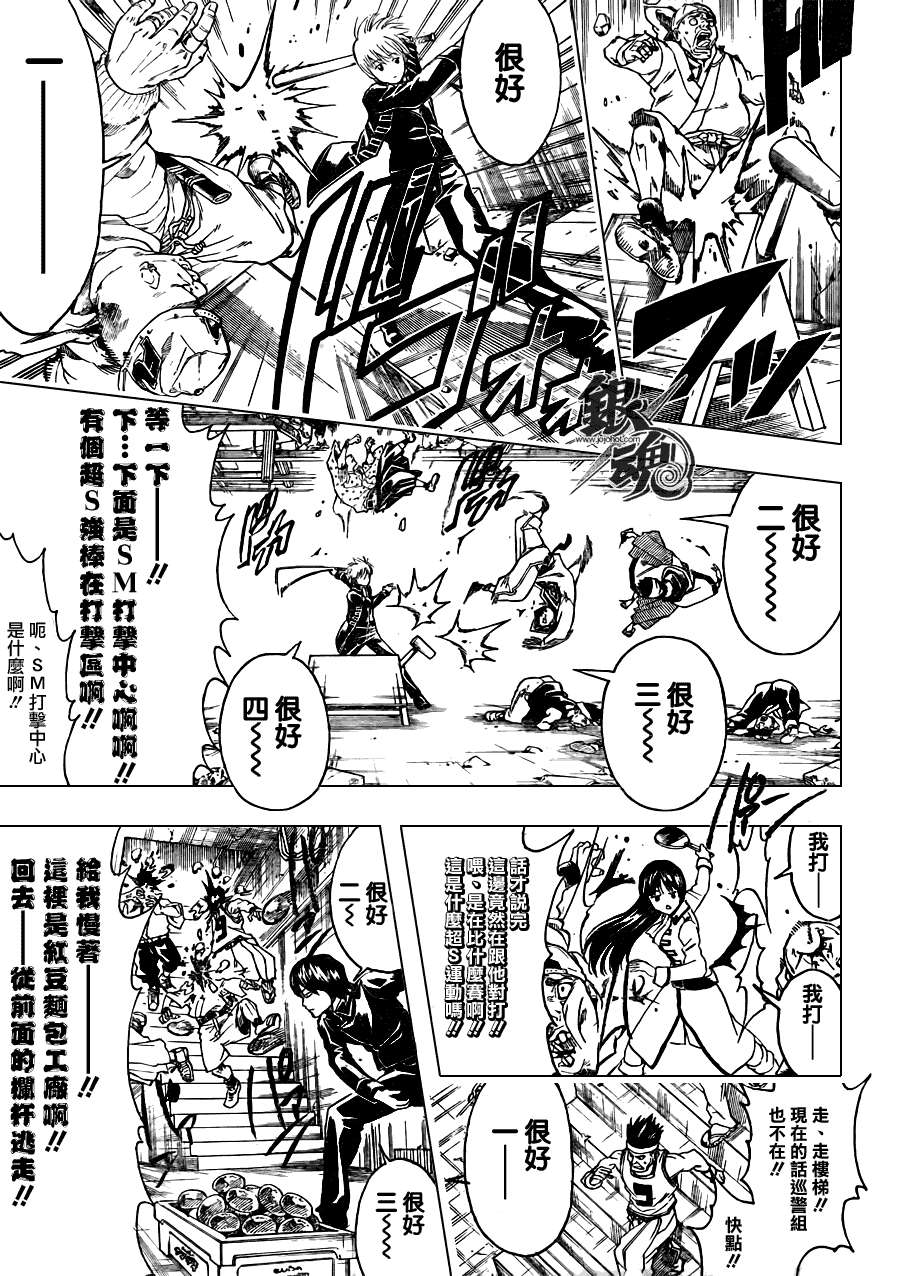 很好
一——
銀魂
www.jojohot.com
很好
二～～～
很好
三～～～
很好
四～～～
等一下——!!
下…下面是SM打擊中心啊啊!!
有個超S強棒在打擊區啊!!
呃、SM打擊中心
是什麼啊!!
我打——
我打——
話才說完
這邊竟然在跟他對打!!
喂、是在比什麼賽啊!!
這是什麼超S運動嗎!!
走、走樓梯!!
現在的話巡警組
也不在!!
快點!!
很好
一——
很好
二～
很好
三～～
給我慢著——!!
這樓是紅豆麵包工廠啊!!
回去——從前面的欄杆逃走!!